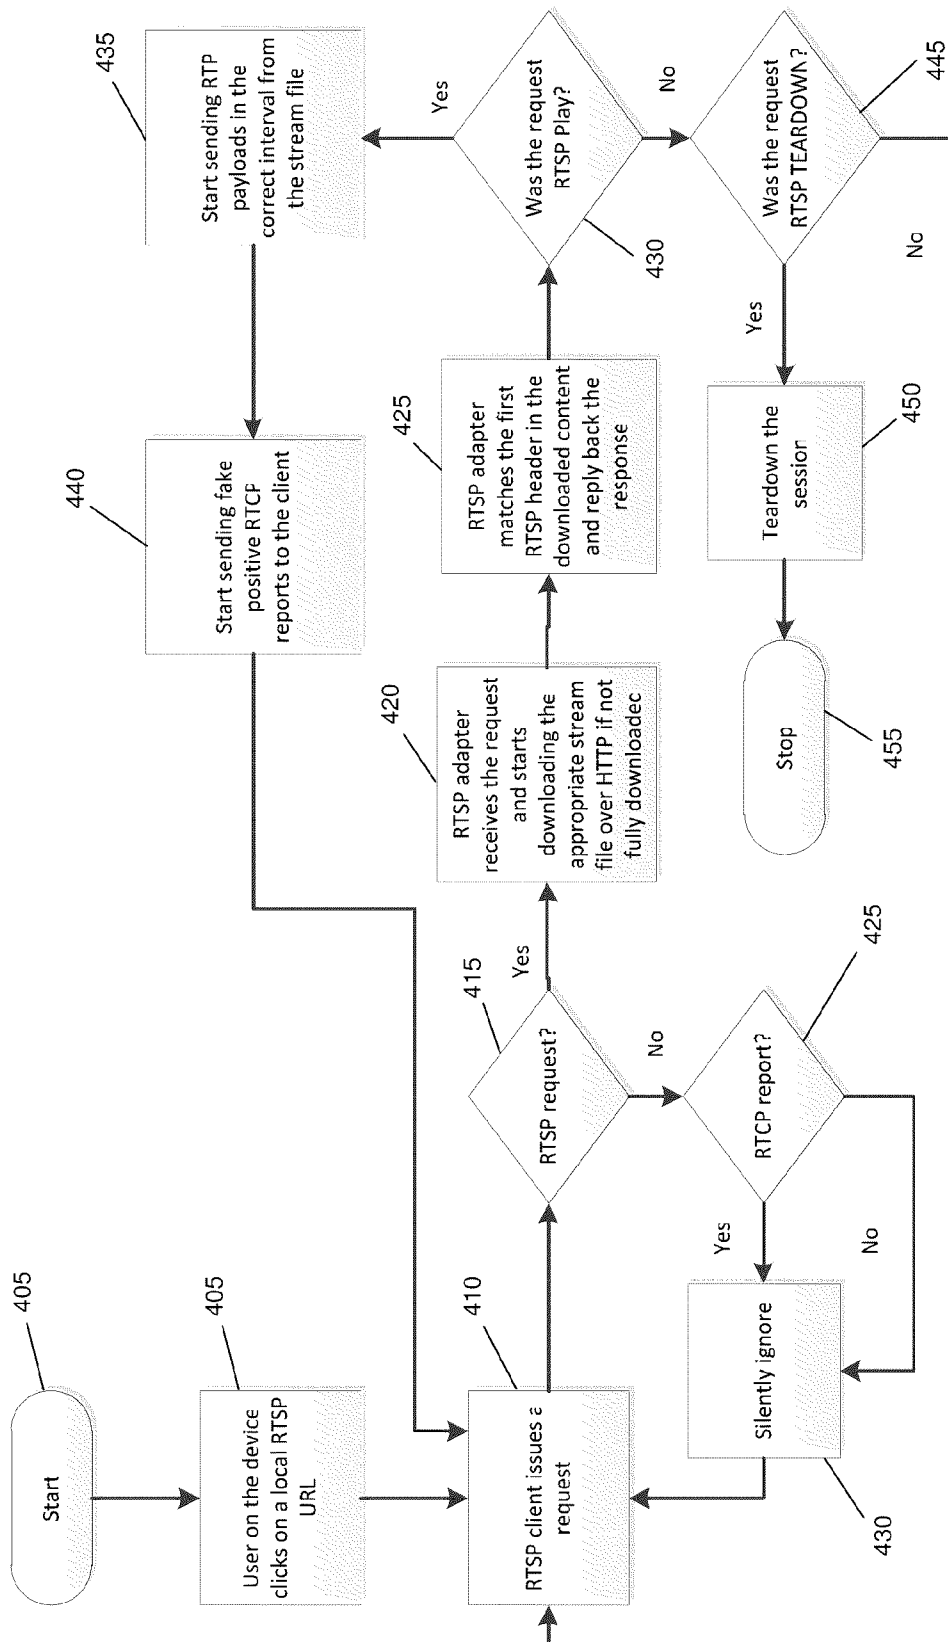 405
Start
405
User on the device
clicks on a local RTSP
URL
410
RTSP client issues a
request
415
RTSP request?
Yes
No
425
RTCP report?
Yes
No
Silently ignore
430
420
RTSP adapter
receives the request
and starts
downloading the
appropriate stream
file over HTTP if not
fully downloadec
425
RTSP adapter
matches the first
RTSP header in the
downloaded content
and reply back the
response
Was the request
RTSP Play?
430
Yes
No
435
Start sending RTP
payloads in the
correct interval from
the stream file
440
Start sending fake
positive RTCP
reports to the client
Was the request
RTSP TEARDOWN?
445
Yes
No
Teardown the
session
450
Stop
455